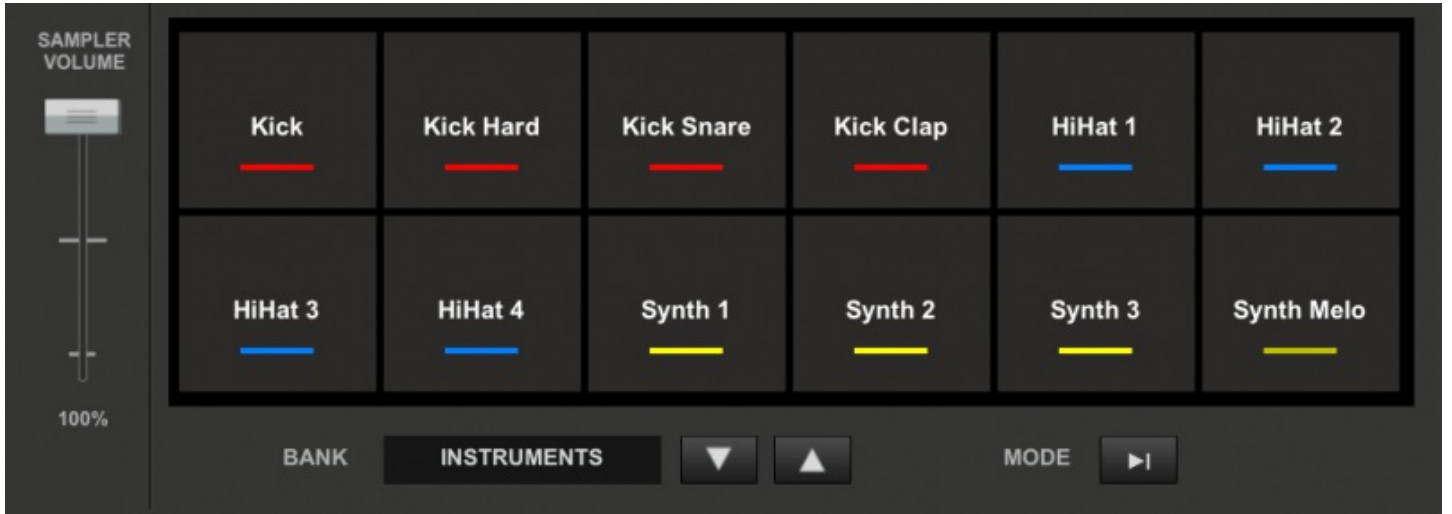 SAMPLER
VOLUME
Kick
Kick Hard
Kick Snare
Kick Clap
HiHat 1
HiHat 2
HiHat 3
HiHat 4
Synth 1
Synth 2
Synth 3
Synth Melo
100%
BANK
INSTRUMENTS
MODE